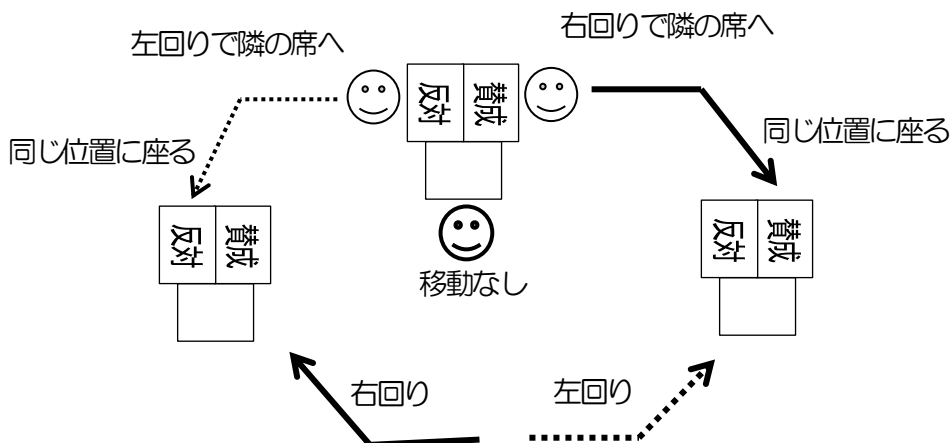 左回りで隣の席へ
右回りで隣の席へ
反対
賛成
同じ位置に座る
同じ位置に座る
反対
賛成
移動なし
反対
賛成
右回り
左回り